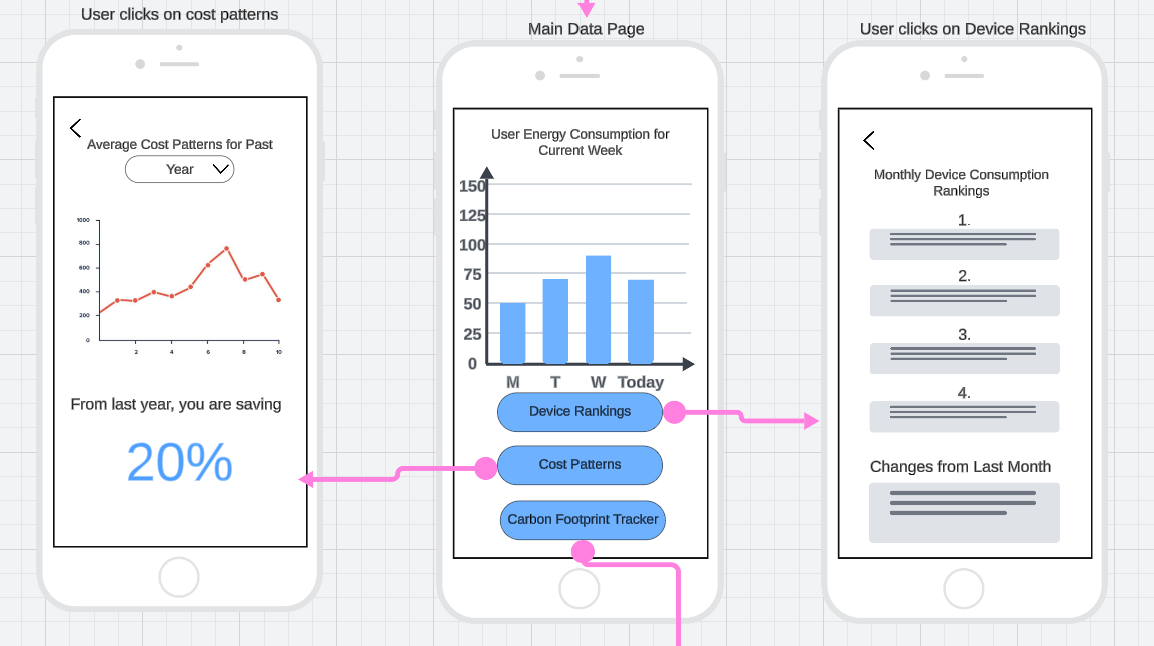 User clicks on cost patterns
Average Cost Patterns for Past
Year
1000
800
600
400
200
0
2
4
6
8
10
From last year, you are saving
20%
Main Data Page
User Energy Consumption for
Current Week
150
125
100
75
50
25
0
M
T
W
Today
Device Rankings
Cost Patterns
Carbon Footprint Tracker
User clicks on Device Rankings
Monthly Device Consumption
Rankings
1.
2.
3.
4.
Changes from Last Month